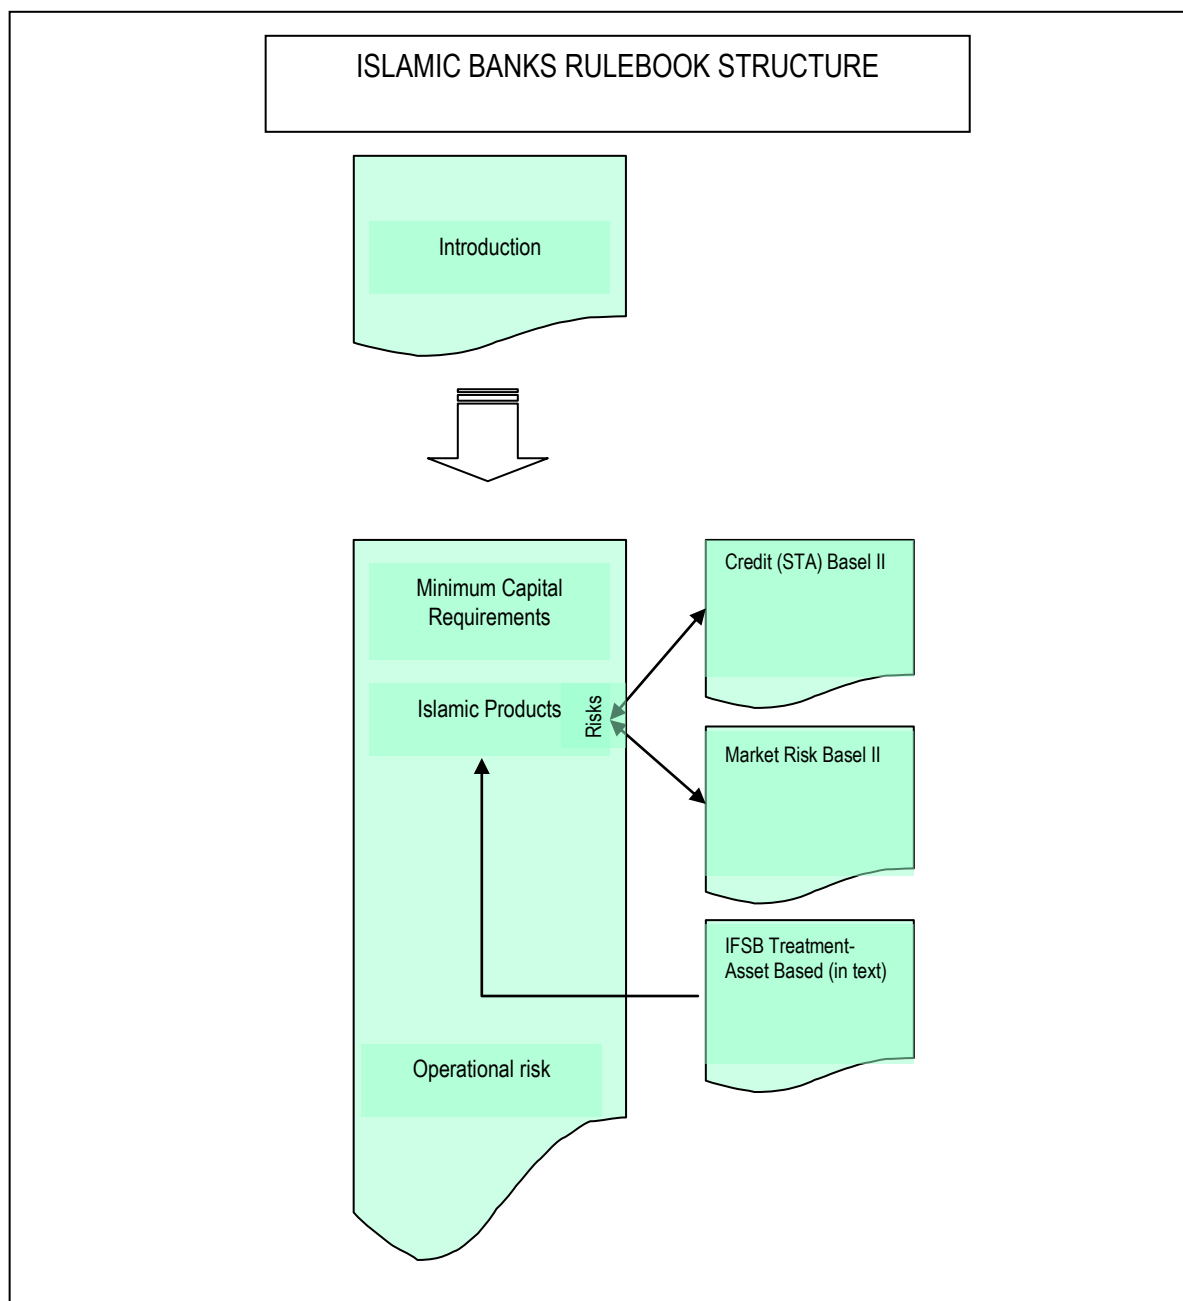 ISLAMIC BANKS RULEBOOK STRUCTURE
Introduction
Minimum Capital
Requirements
Islamic Products
Risks
Operational risk
Credit (STA) Basel II
Market Risk Basel II
IFSB Treatment-
Asset Based (in text)